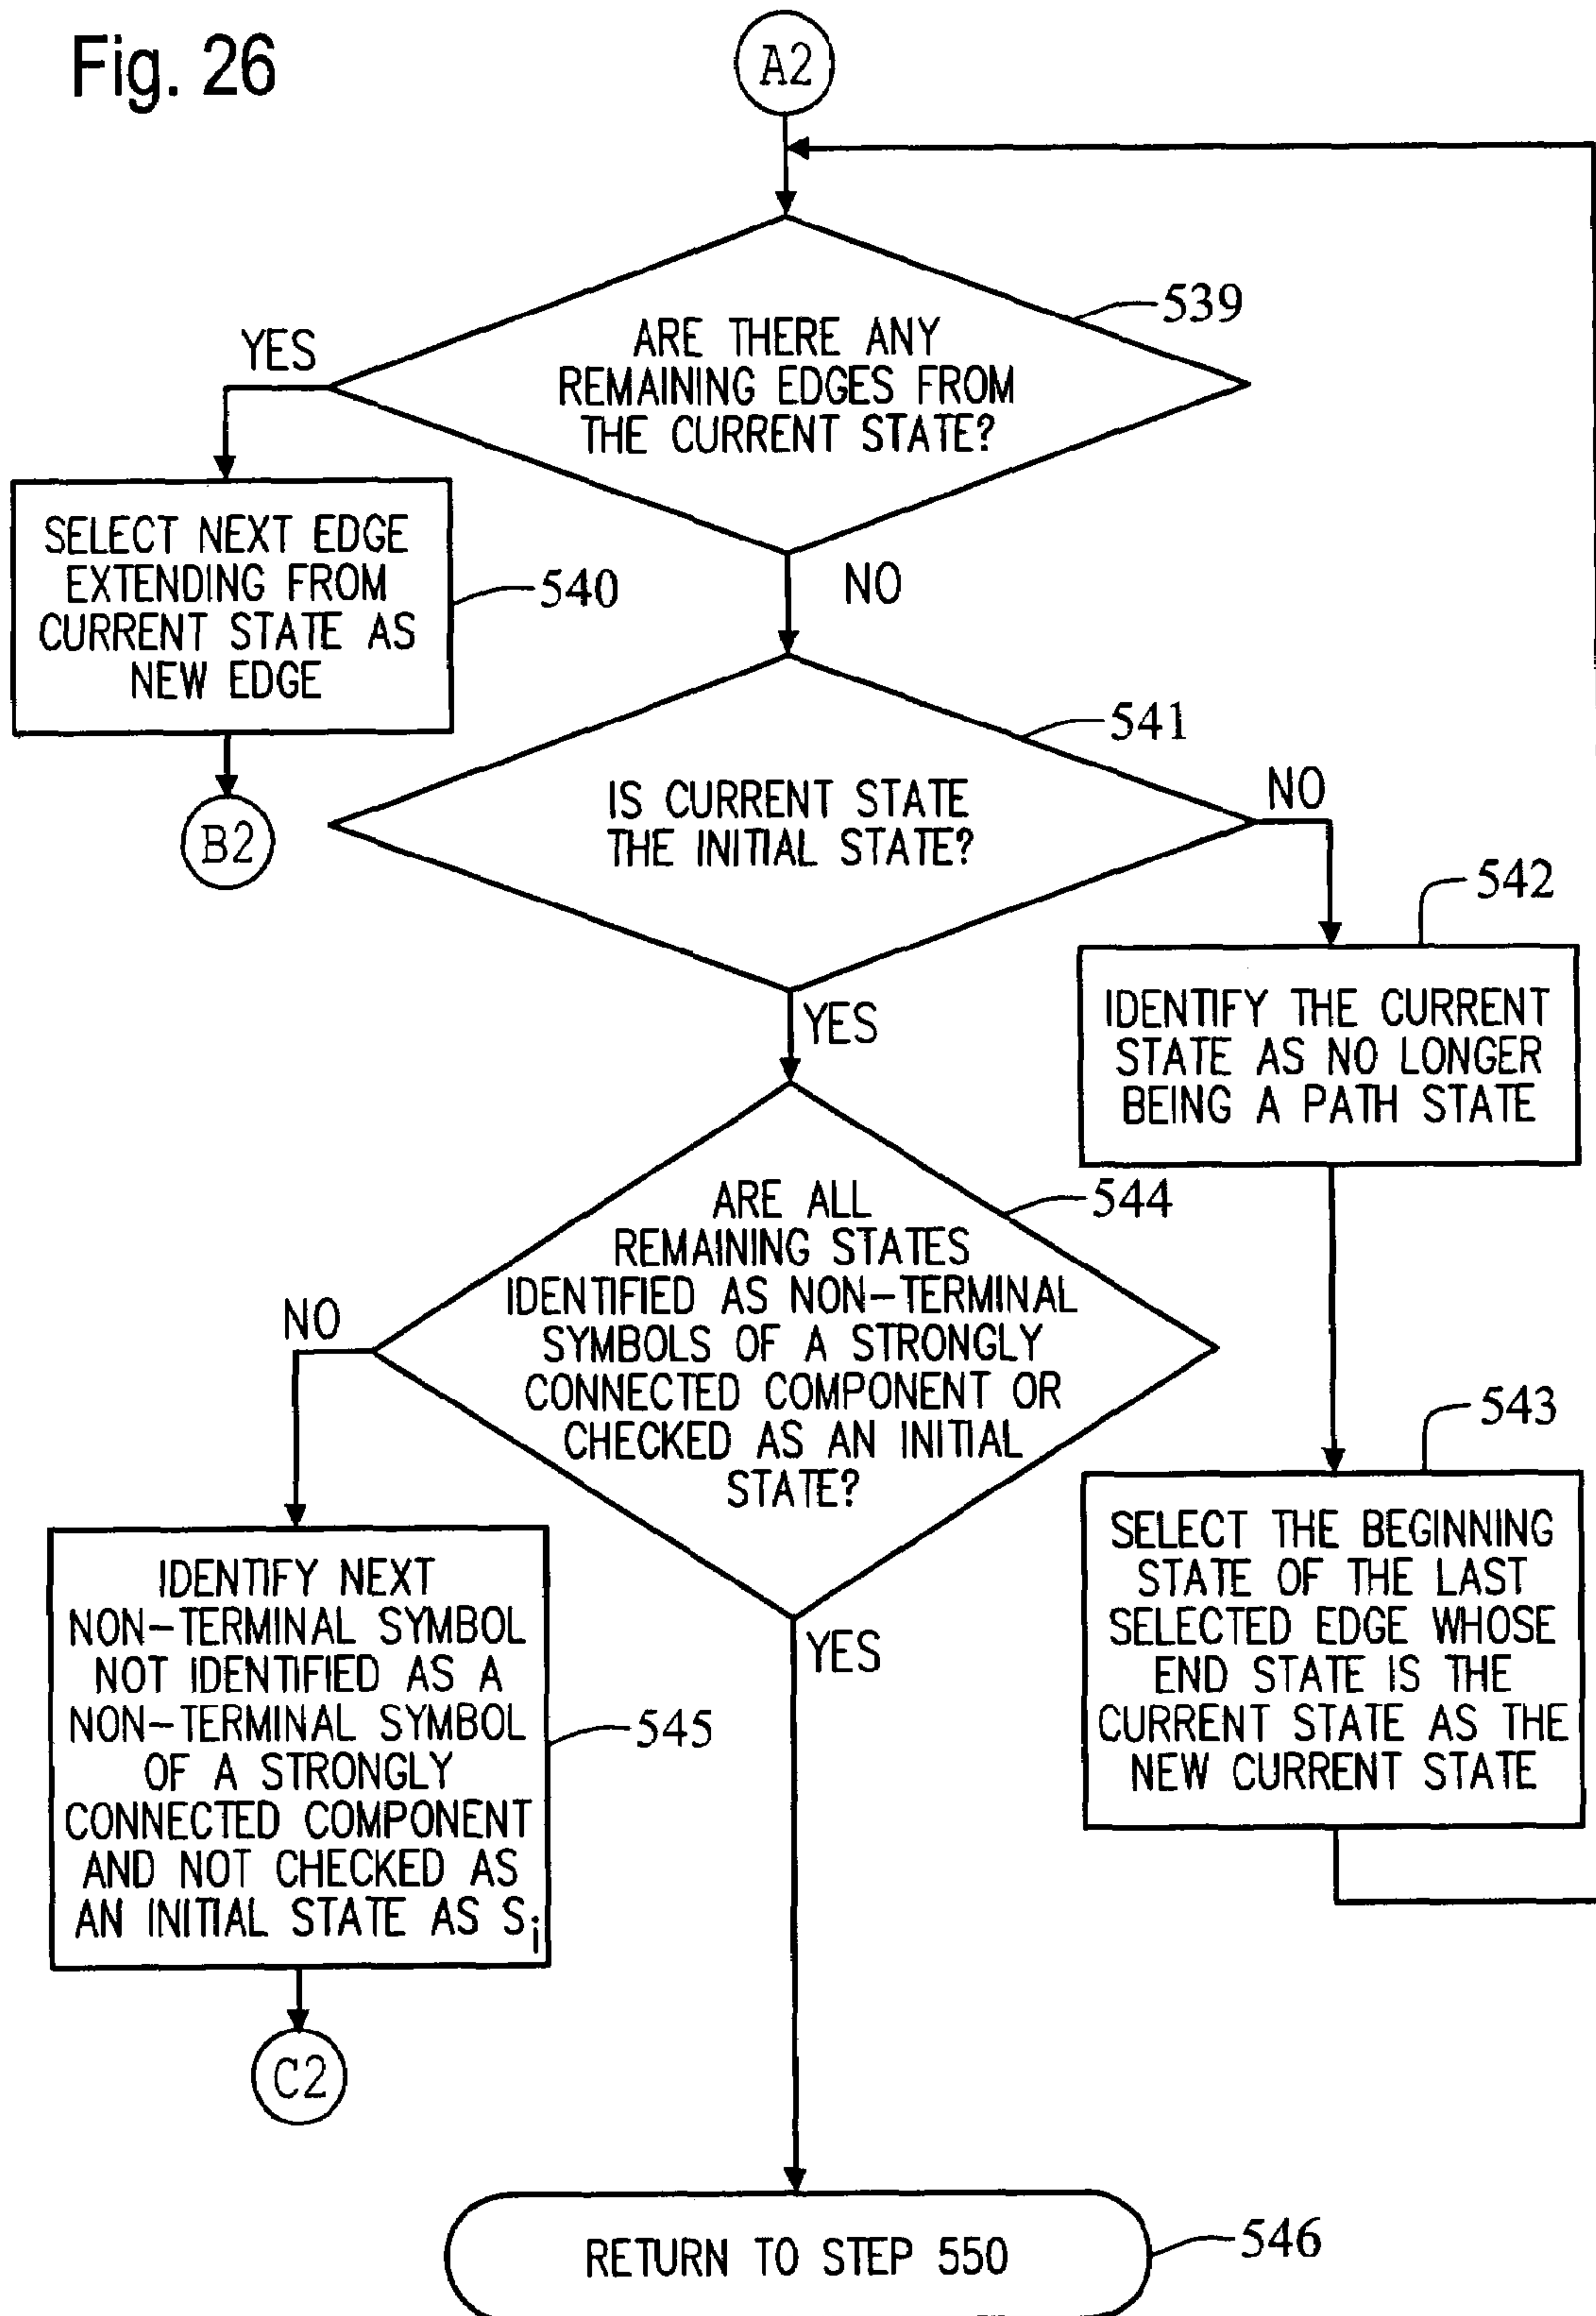 Fig. 26
A2
539
ARE THERE ANY
REMAINING EDGES FROM
THE CURRENT STATE?
YES
SELECT NEXT EDGE
EXTENDING FROM
CURRENT STATE AS
NEW EDGE
540
NO
B2
541
IS CURRENT STATE
THE INITIAL STATE?
NO
542
IDENTIFY THE CURRENT
STATE AS NO LONGER
BEING A PATH STATE
YES
544
ARE ALL
REMAINING STATES
IDENTIFIED AS NON-TERMINAL
SYMBOLS OF A STRONGLY
CONNECTED COMPONENT OR
CHECKED AS AN INITIAL
STATE?
NO
543
SELECT THE BEGINNING
STATE OF THE LAST
SELECTED EDGE WHOSE
END STATE IS THE
CURRENT STATE AS THE
NEW CURRENT STATE
IDENTIFY NEXT
NON-TERMINAL SYMBOL
NOT IDENTIFIED AS A
NON-TERMINAL SYMBOL
OF A STRONGLY
CONNECTED COMPONENT
AND NOT CHECKED AS
AN INITIAL STATE AS Si
545
YES
C2
RETURN TO STEP 550
546